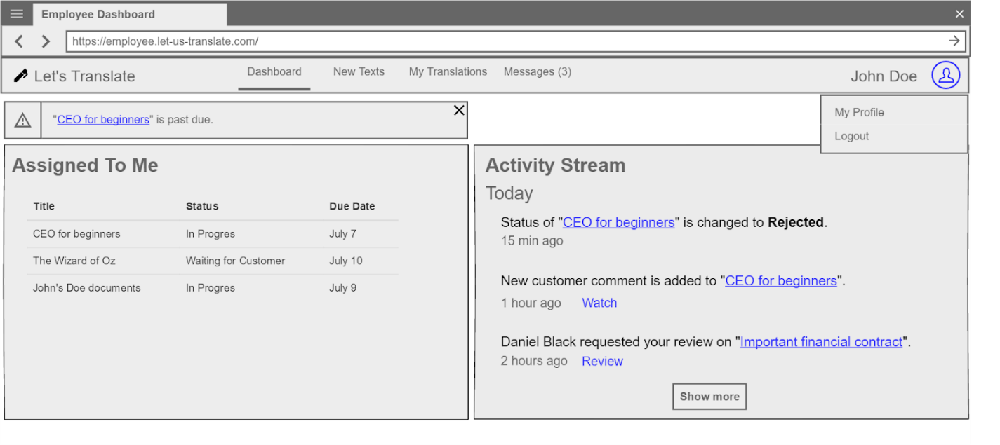 Employee Dashboard
https://employee.let-us-translate.com/
Let's Translate Dashboard New Texts My Translations Messages (3) John Doe
My Profile
Logout
"CEO for beginners" is past due.
Assigned To Me
Title Status Due Date
CEO for beginners In Progres July 7
The Wizard of Oz Waiting for Customer July 10
John's Doe documents In Progres July 9
Activity Stream
Today
Status of "CEO for beginners" is changed to Rejected.
15 min ago
New customer comment is added to "CEO for beginners".
1 hour ago Watch
Daniel Black requested your review on "Important financial contract".
2 hours ago Review
Show more